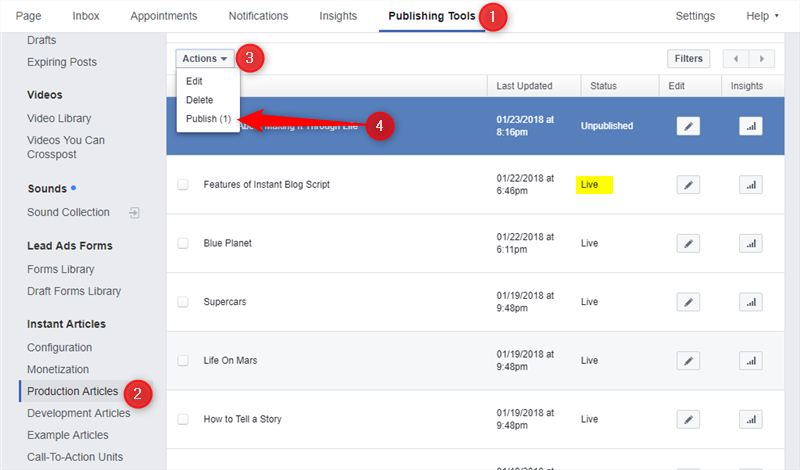 Page Inbox Appointments Notifications Insights Publishing Tools 1 Settings Help
Drafts
Expiring Posts
Videos
Video Library
Videos You Can
Crosspost
Sounds
Sound Collection
Lead Ads Forms
Forms Library
Draft Forms Library
Instant Articles
Configuration
Monetization
Production Articles 2
Development Articles
Example Articles
Call-To-Action Units
Actions 3 Filters
Edit
Delete
Publish (1) 4
Last Updated Status Edit Insights
Making It Through Life 01/23/2018 at
8:16pm Unpublished
Features of Instant Blog Script 01/22/2018 at
6:46pm Live
Blue Planet 01/22/2018 at
6:11pm Live
Supercars 01/19/2018 at
9:48pm Live
Life On Mars 01/19/2018 at
9:48pm Live
How to Tell a Story 01/19/2018 at
9:48pm Live